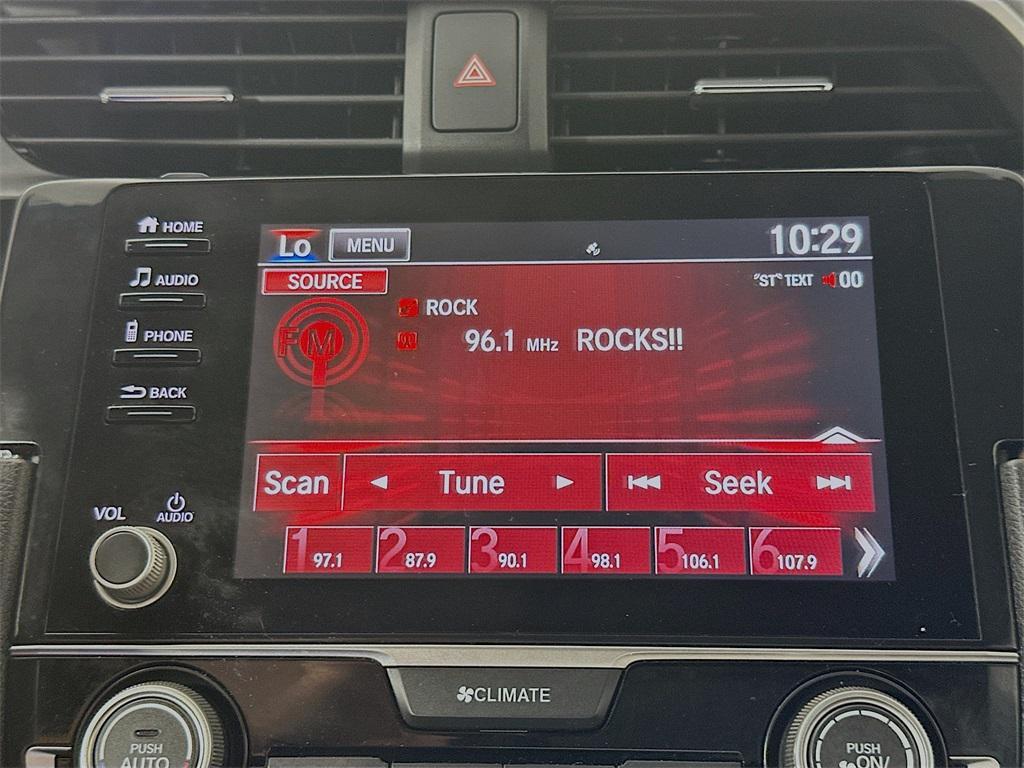 HOME
AUDIO
PHONE
BACK
VOL
AUDIO
Lo MENU 10:29
SOURCE "ST" TEXT 00
FM
ROCK
96.1 MHz ROCKS!!
Scan Tune Seek
1 97.1 2 87.9 3 90.1 4 98.1 5 106.1 6 107.9
CLIMATE
PUSH
AUTO
PUSH
ON/